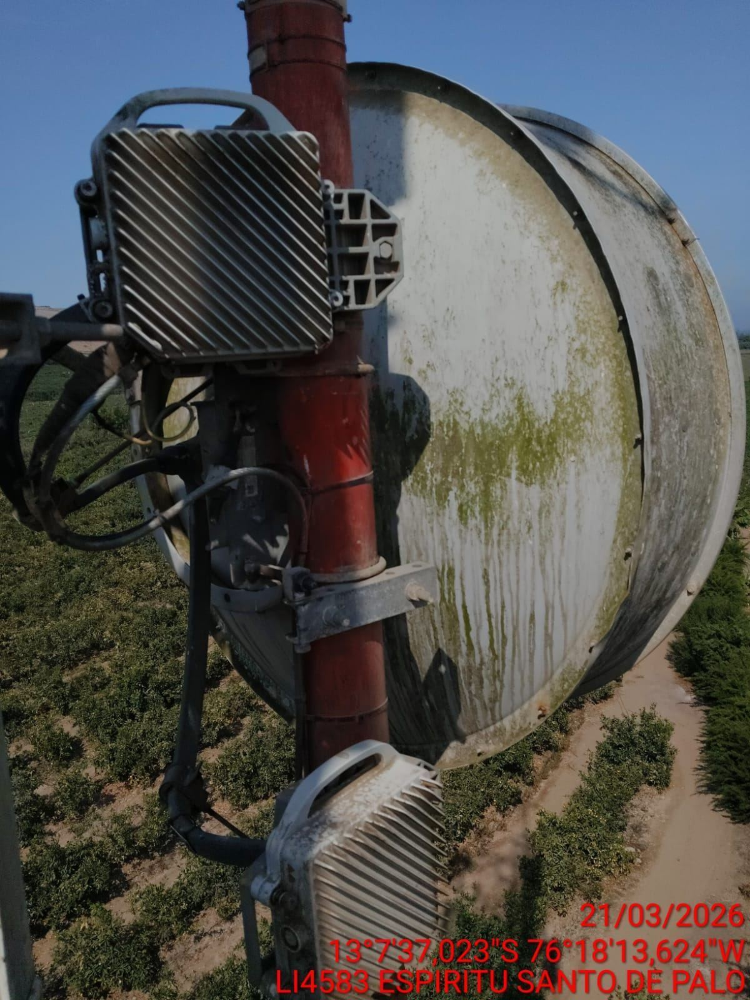 21/03/2026
13°7'37,023"S 76°18'13,624"W
LI4583 ESPIRITU SANTO DE PALO